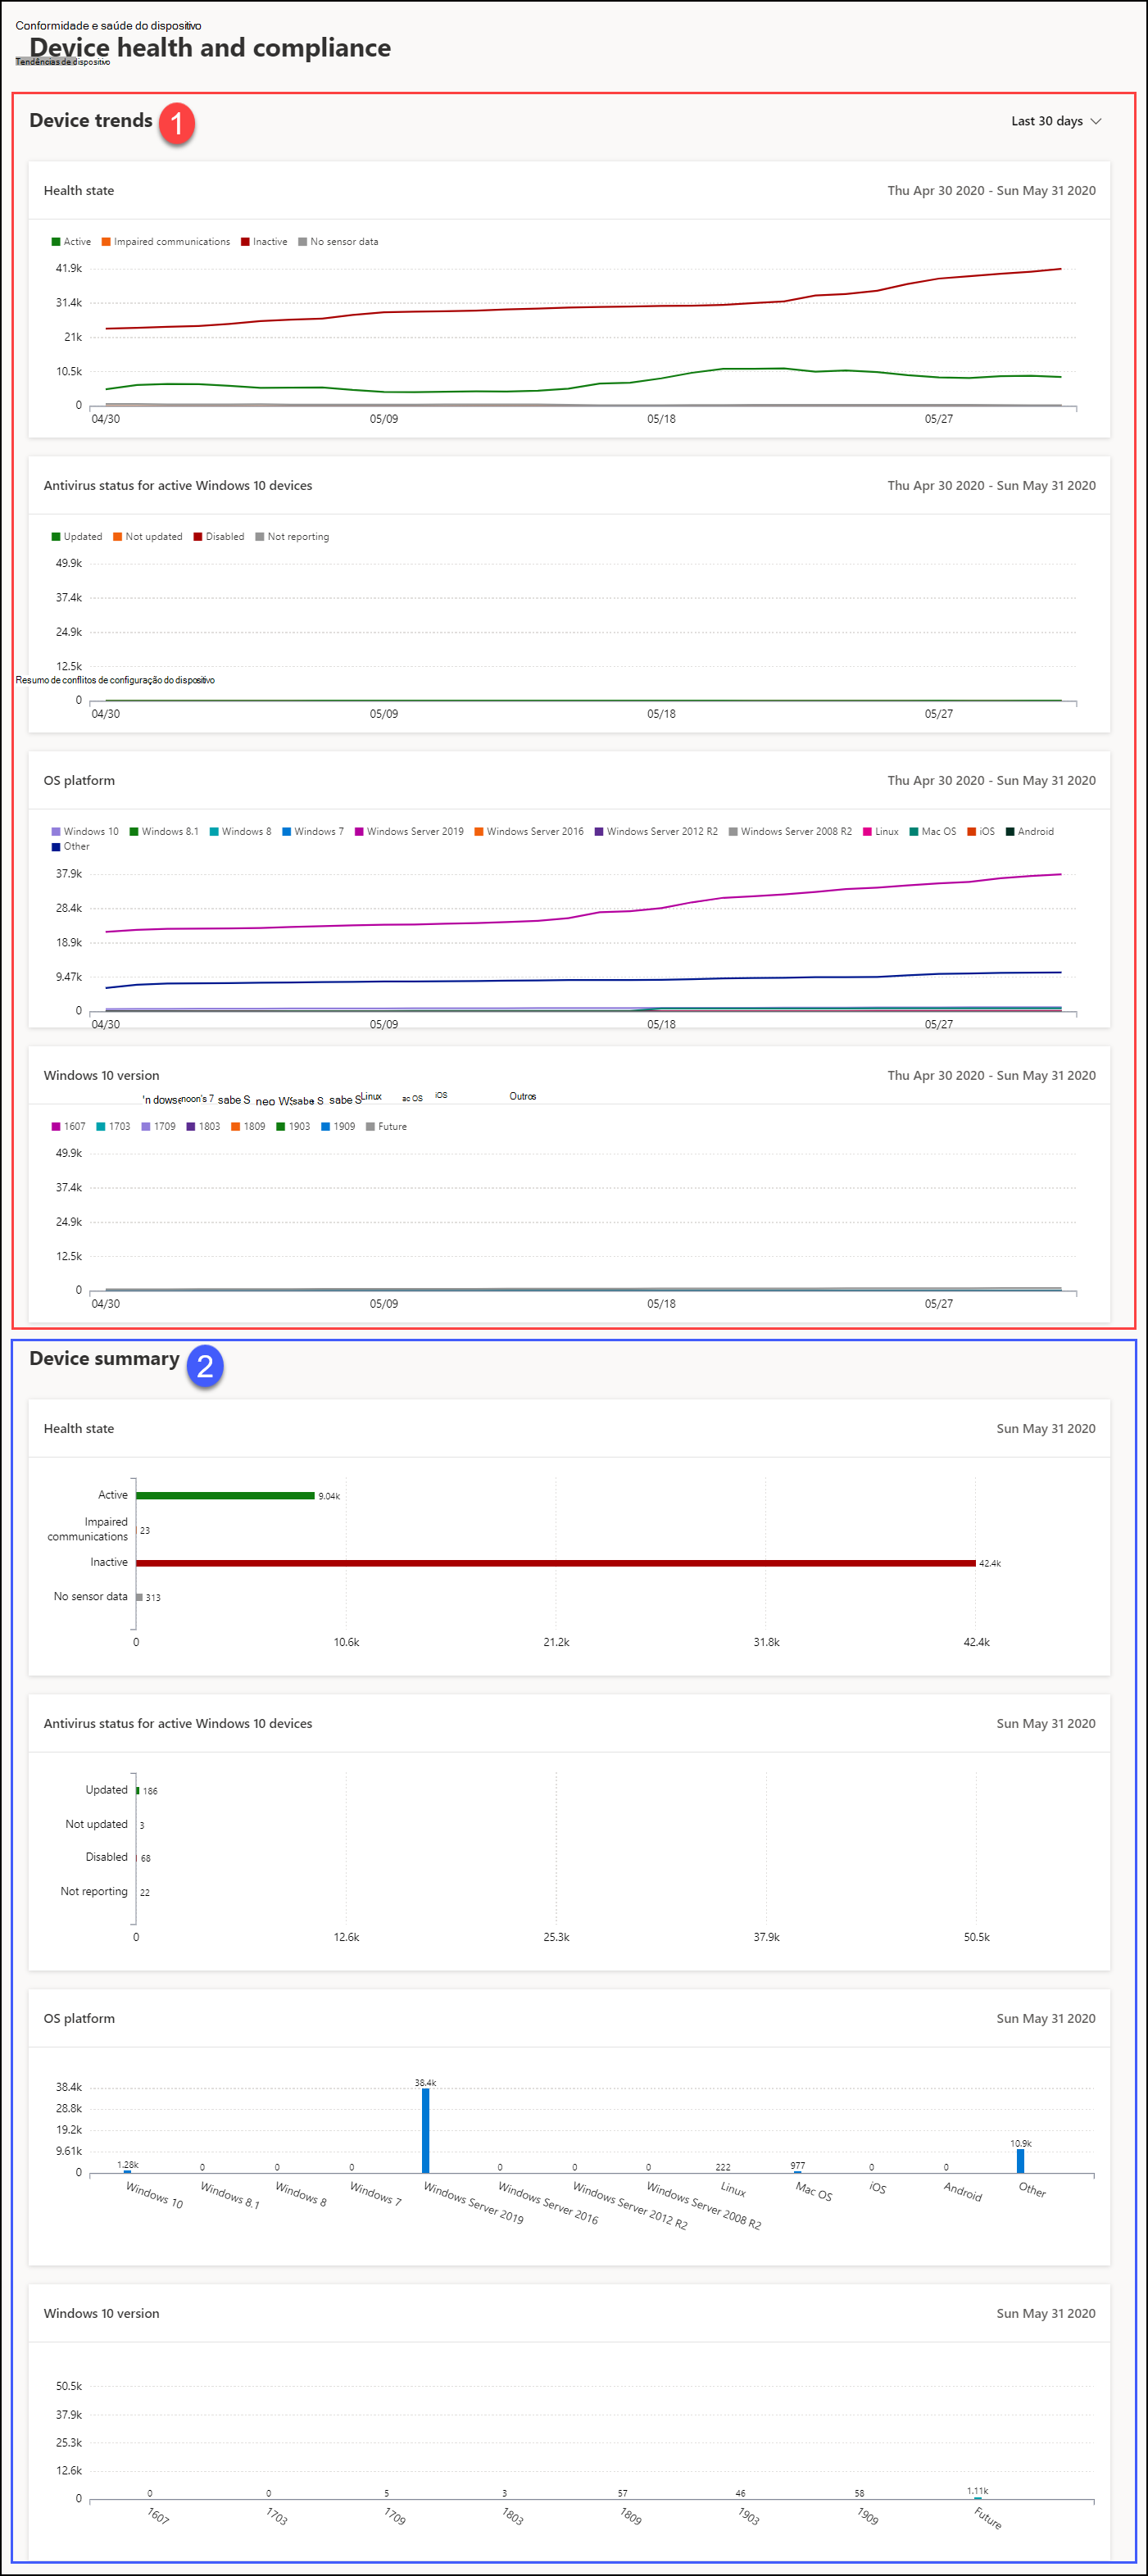 Conformidade e saúde do dispositivo
Device health and compliance
Tendências de dispositivo
Device trends 1 Last 30 days
Health state Thu Apr 30 2020 - Sun May 31 2020
Active Impaired communications Inactive No sensor data
41.9k
31.4k
21k
10.5k
0
04/30 05/09 05/18 05/27
Antivirus status for active Windows 10 devices Thu Apr 30 2020 - Sun May 31 2020
Updated Not updated Disabled Not reporting
49.9k
37.4k
24.9k
12.5k
Resumo de conflitos de configuração do dispositivo
0
04/30 05/09 05/18 05/27
OS platform Thu Apr 30 2020 - Sun May 31 2020
Windows 10 Windows 8.1 Windows 8 Windows 7 Windows Server 2019 Windows Server 2016 Windows Server 2012 R2 Windows Server 2008 R2 Linux Mac OS iOS Android
Other
37.9k
28.4k
18.9k
9.47k
0
04/30 05/09 05/18 05/27
Windows 10 version Thu Apr 30 2020 - Sun May 31 2020
noon's 7 sabe S neo sabe S sabe S Linux ac OS iOS Outros
1607 1703 1709 1803 1809 1903 1909 Future
49.9k
37.4k
24.9k
12.5k
0
04/30 05/09 05/18 05/27
Device summary 2
Health state Sun May 31 2020
Active 9.04k
Impaired
communications 23
Inactive 42.4k
No sensor data 313
0 10.6k 21.2k 31.8k 42.4k
Antivirus status for active Windows 10 devices Sun May 31 2020
Updated 186
Not updated 3
Disabled 68
Not reporting 22
0 12.6k 25.3k 37.9k 50.5k
OS platform Sun May 31 2020
38.4k
38.4k
28.8k
19.2k
9.61k
10.9k
1.28k 0 0 0 0 0 0 222 977 0 0
0
Windows 10 Windows 8.1 Windows 8 Windows 7 Windows Server 2019 Windows Server 2016 Windows Server 2012 R2 Windows Server 2008 R2 Linux Mac OS iOS Android Other
Windows 10 version Sun May 31 2020
50.5k
37.9k
25.3k
12.6k
0 0 5 3 57 46 58 1.11k
0
1607 1703 1709 1803 1809 1903 1909 Future